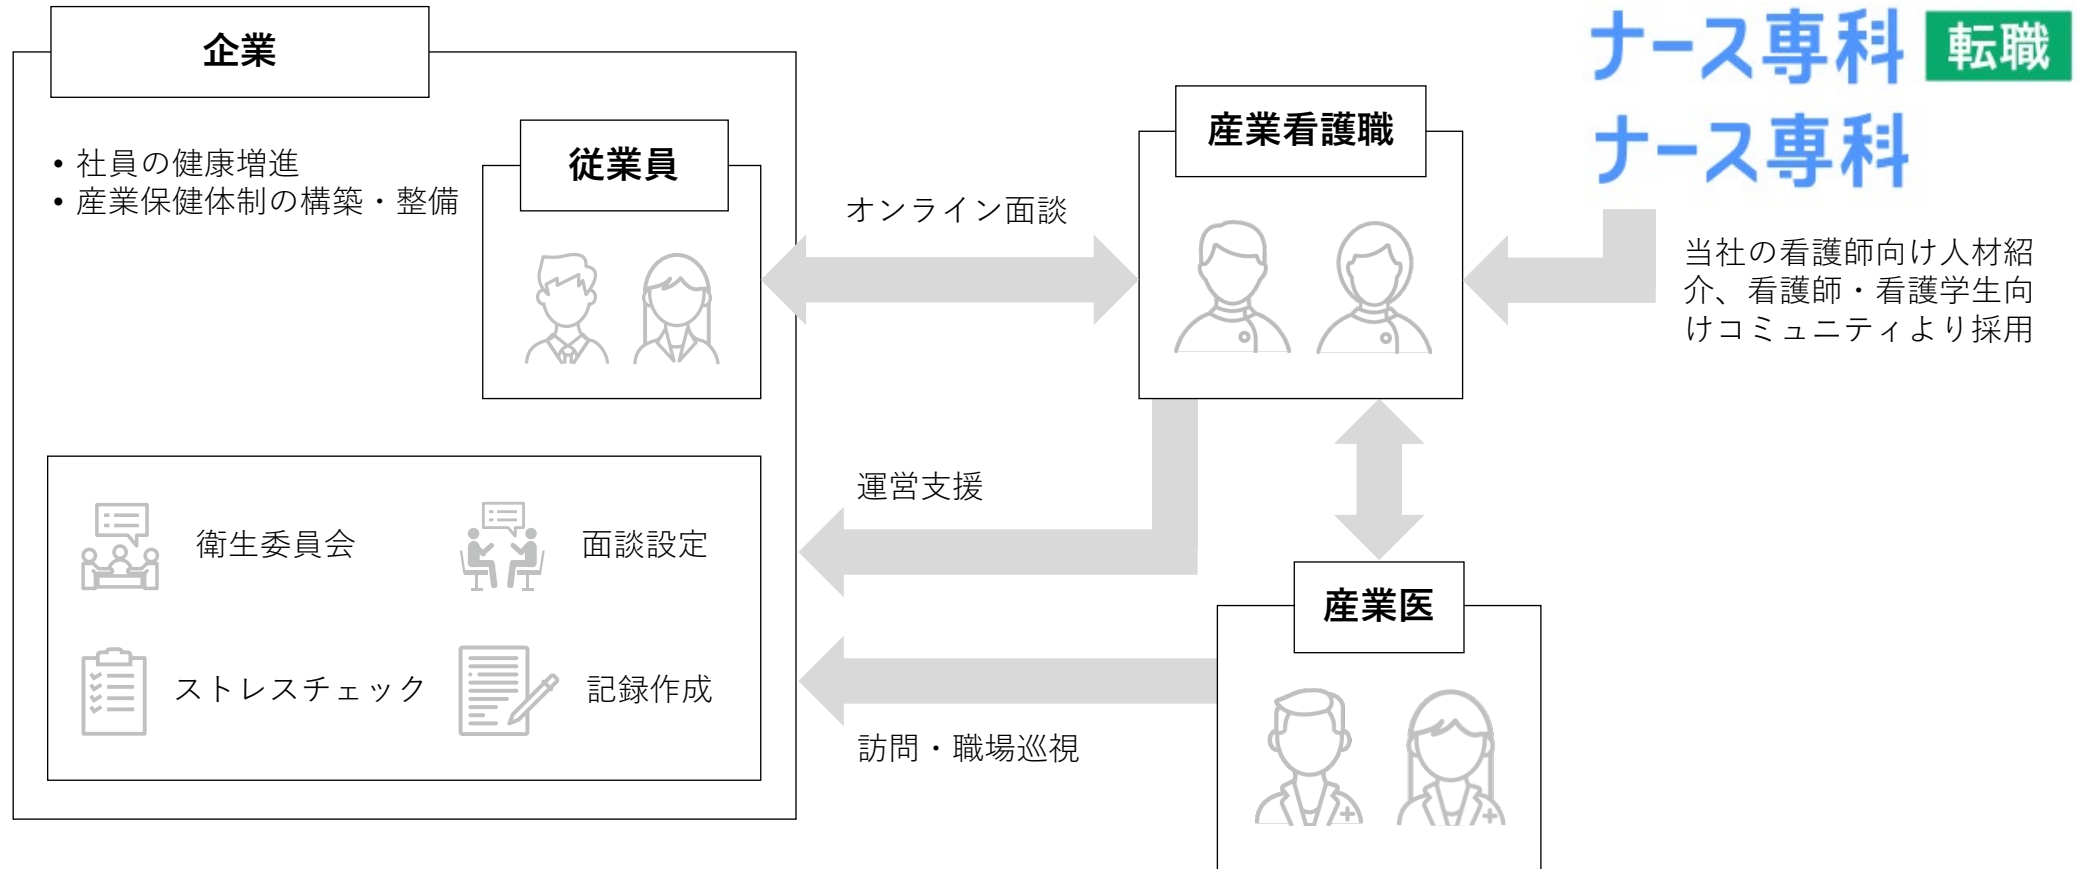 企業
• 社員の健康増進
• 産業保健体制の構築・整備
従業員
オンライン面談
産業看護職
ナース専科 転職
ナース専科
当社の看護師向け人材紹
介、看護師・看護学生向
けコミュニティより採用
運営支援
衛生委員会
面談設定
ストレスチェック
記録作成
産業医
訪問・職場巡視